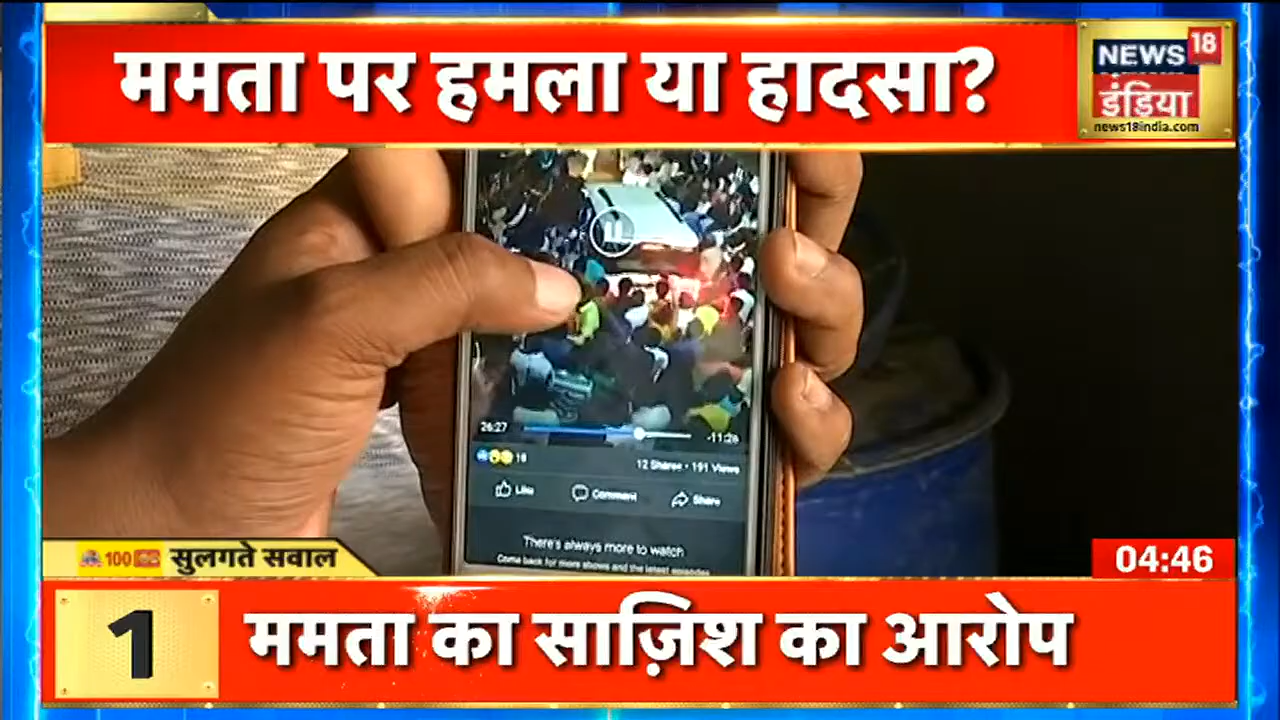 ममता पर हमला या हादसा?
NEWS 18
इंडिया
news18india.com
26:27
-11:26
18
12 Shares • 191 Views
Like
Comment
Share
There's always more to watch
Come back for more shows and the latest episodes
100 सुलगते सवाल
04:46
1
ममता का साज़िश का आरोप